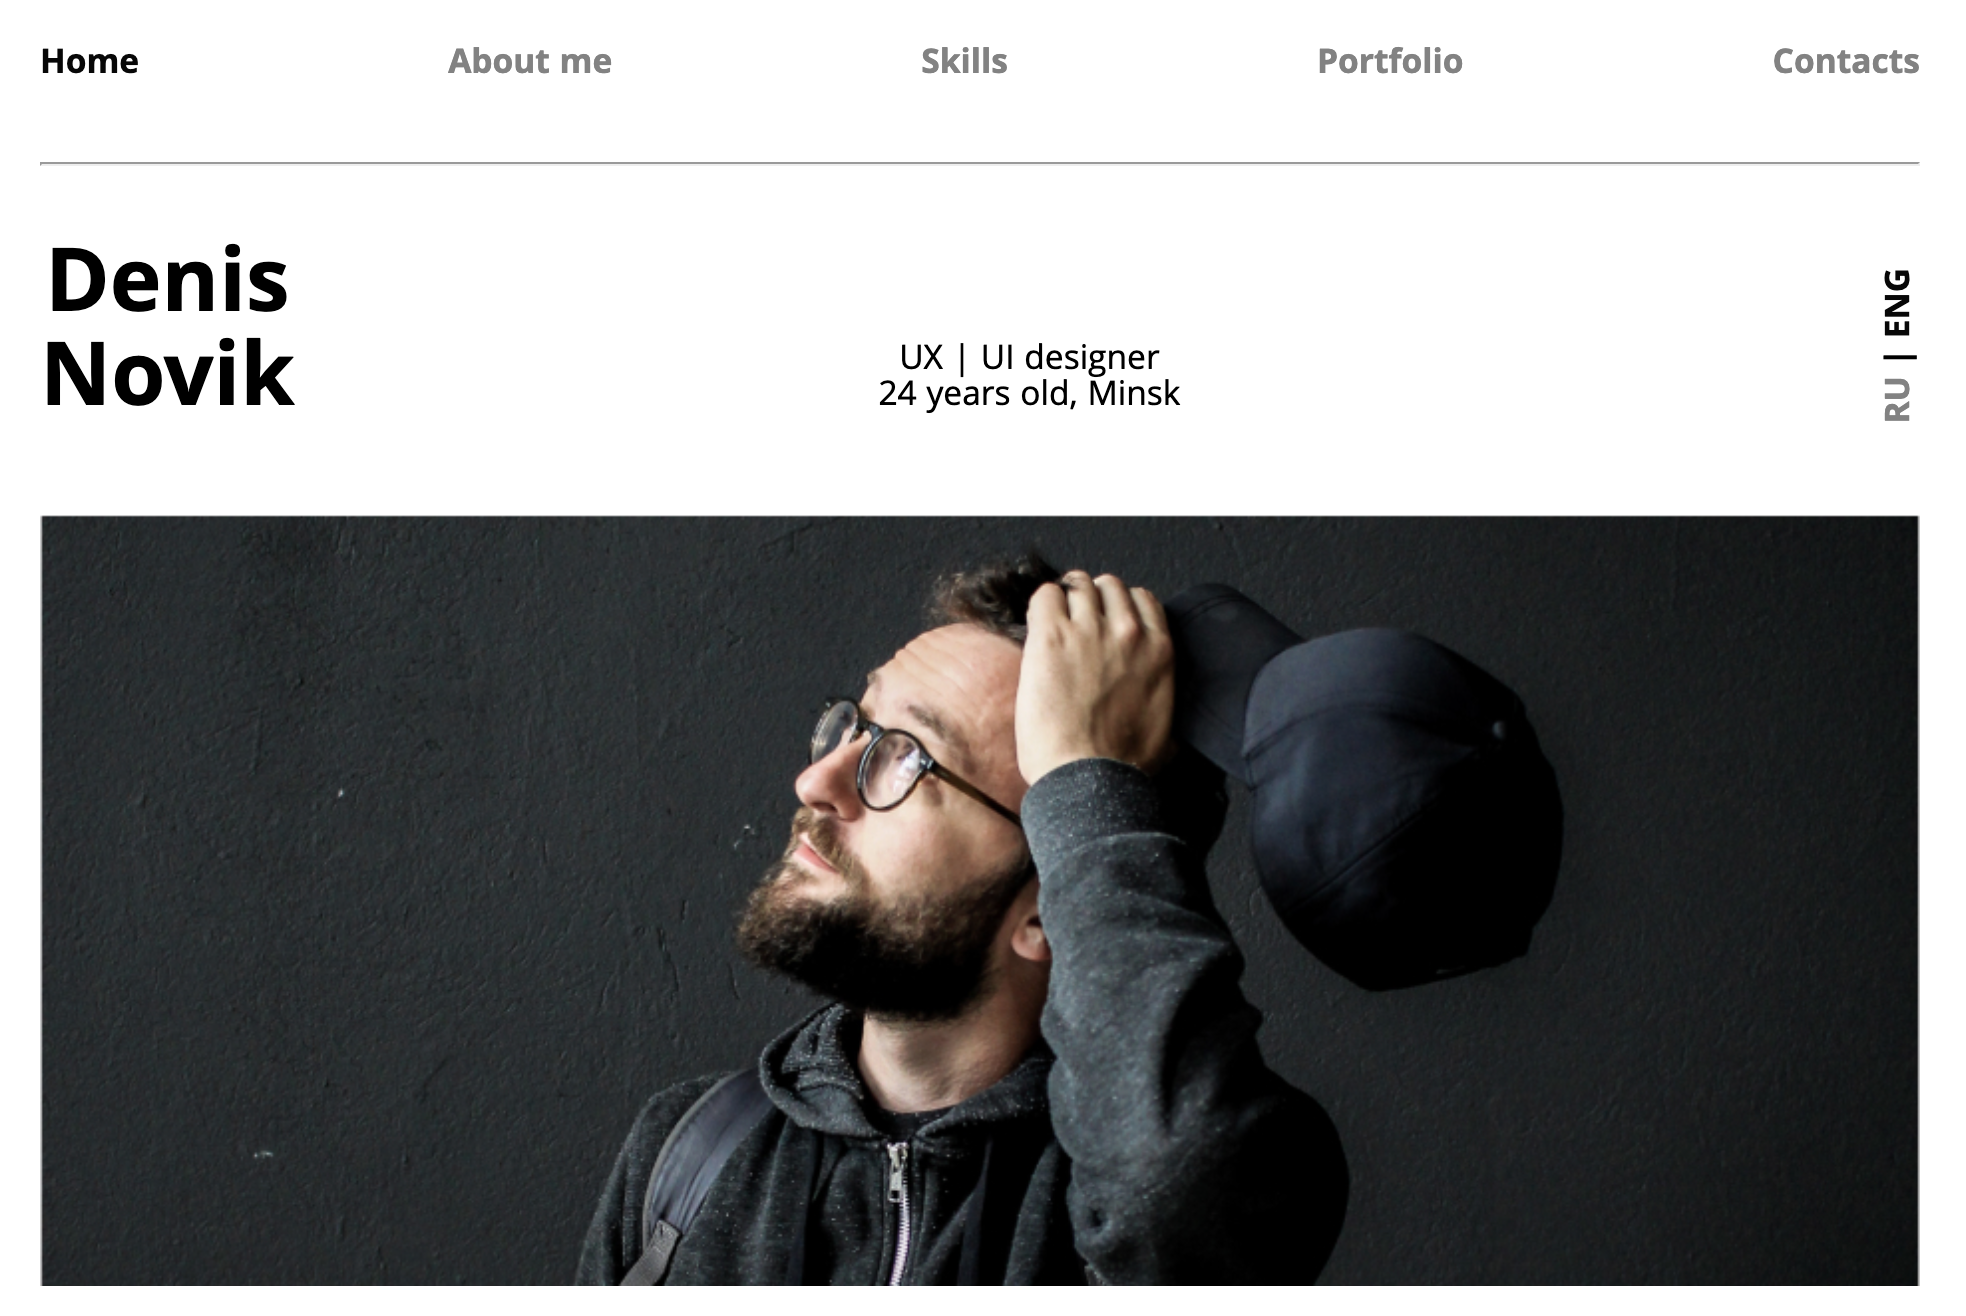 Home About me Skills Portfolio Contacts
Denis
Novik
UX | UI designer
24 years old, Minsk
RU | ENG